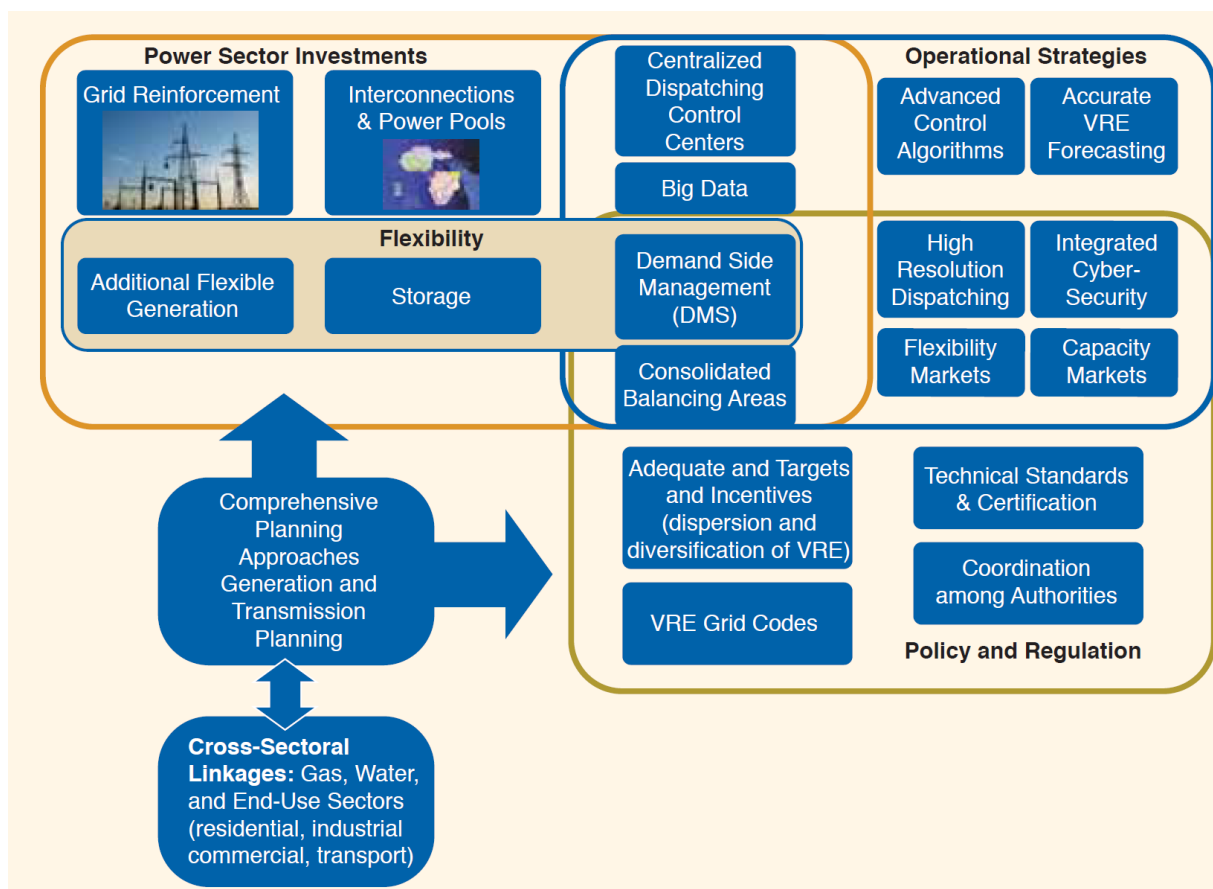 Power Sector Investments
Operational Strategies
Grid Reinforcement
Interconnections
& Power Pools
Centralized
Dispatching
Control
Centers
Advanced
Control
Algorithms
Accurate
VRE
Forecasting
Big Data
Flexibility
Additional Flexible
Generation
Storage
Demand Side
Management
(DMS)
High
Resolution
Dispatching
Integrated
Cyber-
Security
Consolidated
Balancing Areas
Flexibility
Markets
Capacity
Markets
Comprehensive
Planning
Approaches
Generation and
Transmission
Planning
Adequate and Targets
and Incentives
(dispersion and
diversification of VRE)
Technical Standards
& Certification
VRE Grid Codes
Coordination
among Authorities
Policy and Regulation
Cross-Sectoral
Linkages: Gas, Water,
and End-Use Sectors
(residential, industrial
commercial, transport)